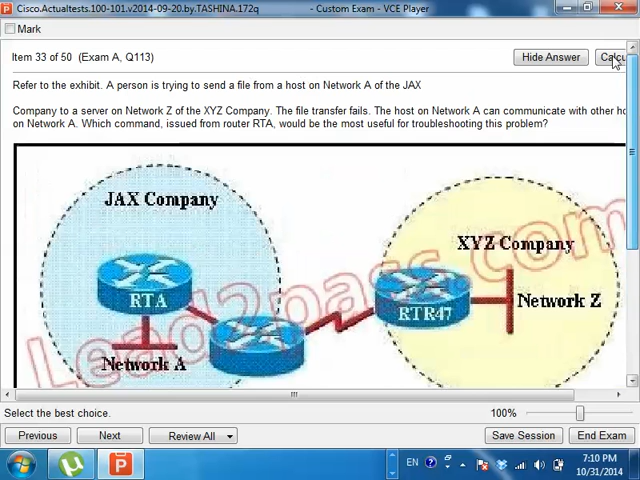 Cisco.Actualtests.100-101.v2014-09-20.by.TASHINA.172q - Custom Exam - VCE Player
Mark
Item 33 of 50 (Exam A, Q113)
Hide Answer
Calcu
Refer to the exhibit. A person is trying to send a file from a host on Network A of the JAX
Company to a server on Network Z of the XYZ Company. The file transfer fails. The host on Network A can communicate with other ho
on Network A. Which command, issued from router RTA, would be the most useful for troubleshooting this problem?
JAX Company
XYZ Company
RTA
RTR47
Network Z
Network A
Lead2pass.com
Select the best choice.
100%
Previous
Next
Review All
Save Session
End Exam
EN
7:10 PM
10/31/2014